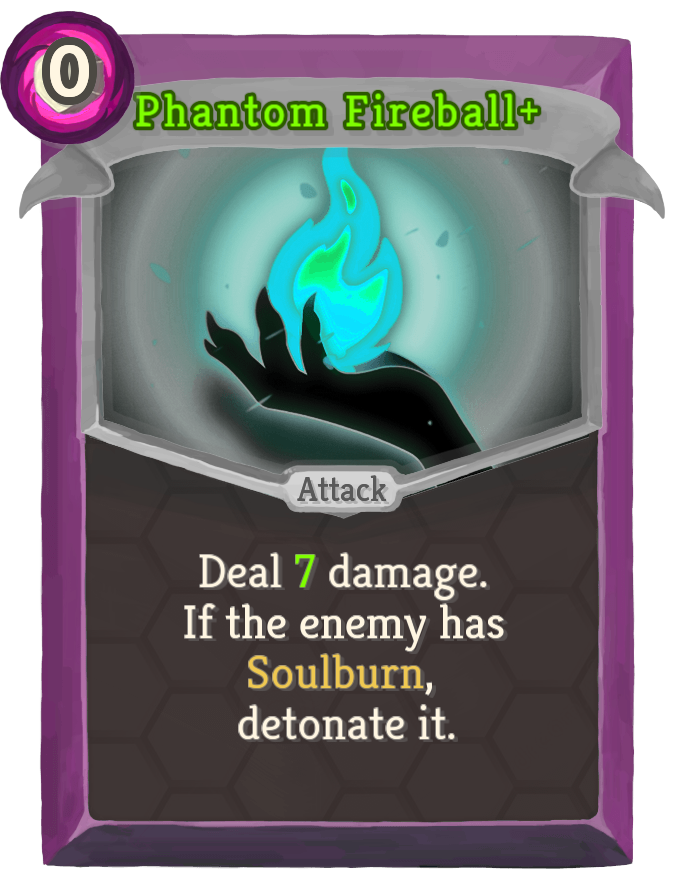 0
Phantom Fireball+
Attack
Deal 7 damage.
If the enemy has
Soulburn,
detonate it.